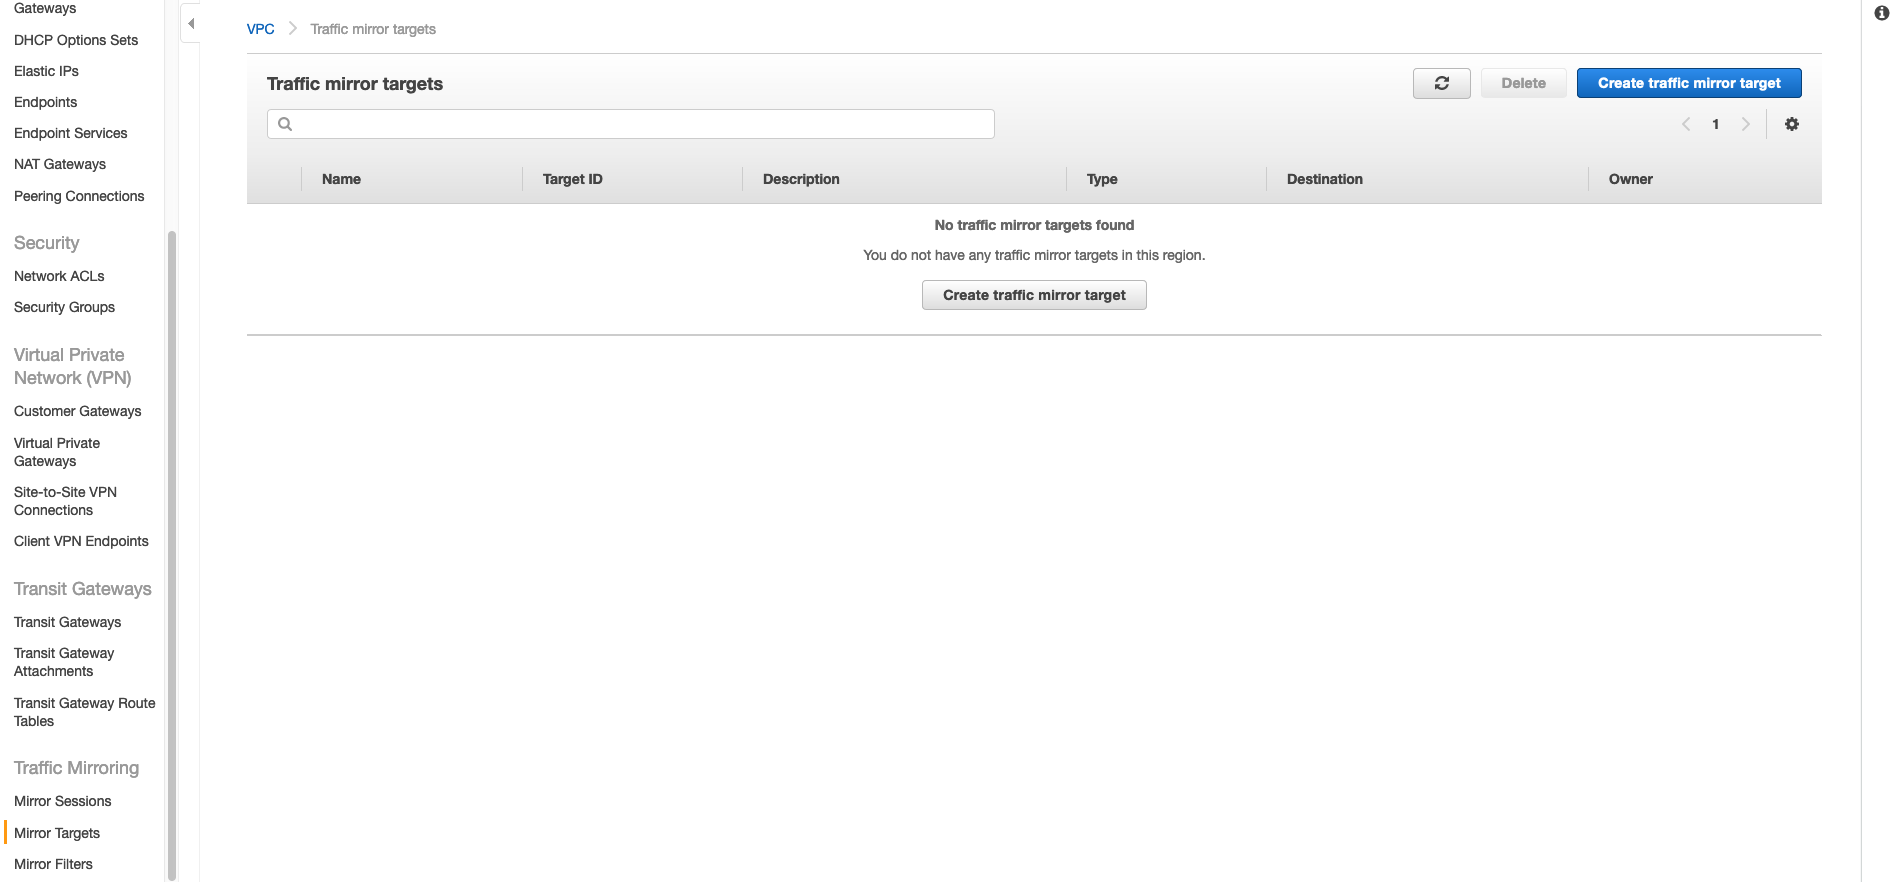 Gateways
DHCP Options Sets
Elastic IPs
Endpoints
Endpoint Services
NAT Gateways
Peering Connections
Security
Network ACLs
Security Groups
Virtual Private
Network (VPN)
Customer Gateways
Virtual Private
Gateways
Site-to-Site VPN
Connections
Client VPN Endpoints
Transit Gateways
Transit Gateways
Transit Gateway
Attachments
Transit Gateway Route
Tables
Traffic Mirroring
Mirror Sessions
Mirror Targets
Mirror Filters
VPC Traffic mirror targets
Traffic mirror targets
Delete
Create traffic mirror target
1
Name Target ID Description Type Destination Owner
No traffic mirror targets found
You do not have any traffic mirror targets in this region.
Create traffic mirror target